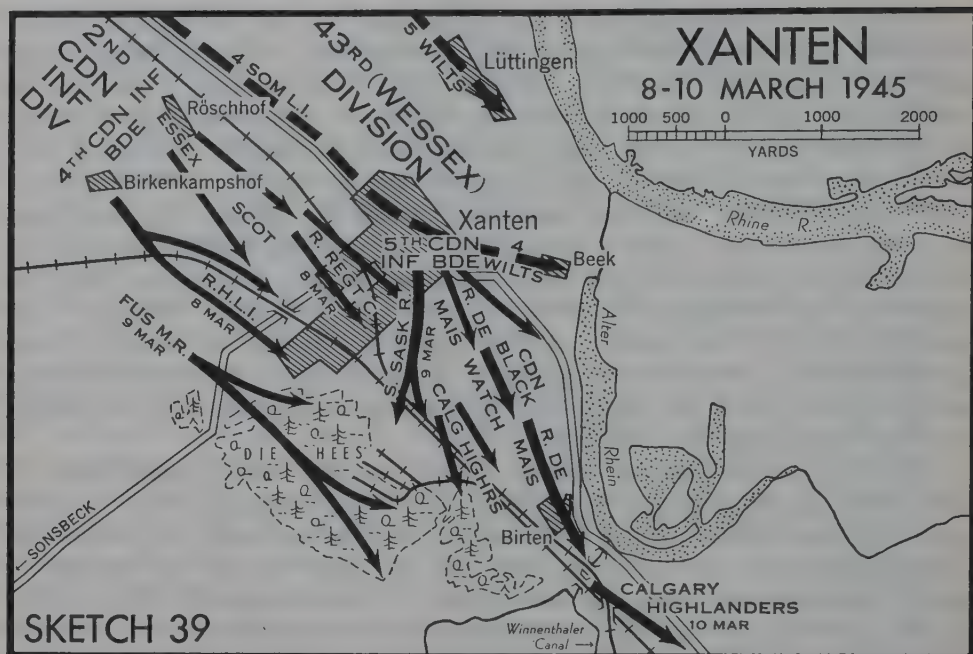 XANTEN
8-10 MARCH 1945
1000 500 0 1000 2000
YARDS
2ND
CDN
INF
DIV
4TH CDN INF
BDE
43RD (WESSEX)
DIVISION
4 SOM L.I.
5 WILTS
Lüttingen
Röschhof
ESSEX
SCOT
Birkenkampshof
R. REGT C.
8 MAR
Xanten
5TH CDN
INF BDE
4
WILTS
Beek
Rhine R.
R.H.L.I.
8 MAR
FUS M.R.
9 MAR
S. SASK R.
9 MAR
R. DE
MAIS
CDN
BLACK
WATCH
R. DE
MAIS
CALG HIGHRS
Alter
Rhein
DIE HEES
SONSBECK
Birten
CALGARY
HIGHLANDERS
10 MAR
Winnenthaler
Canal
SKETCH 39